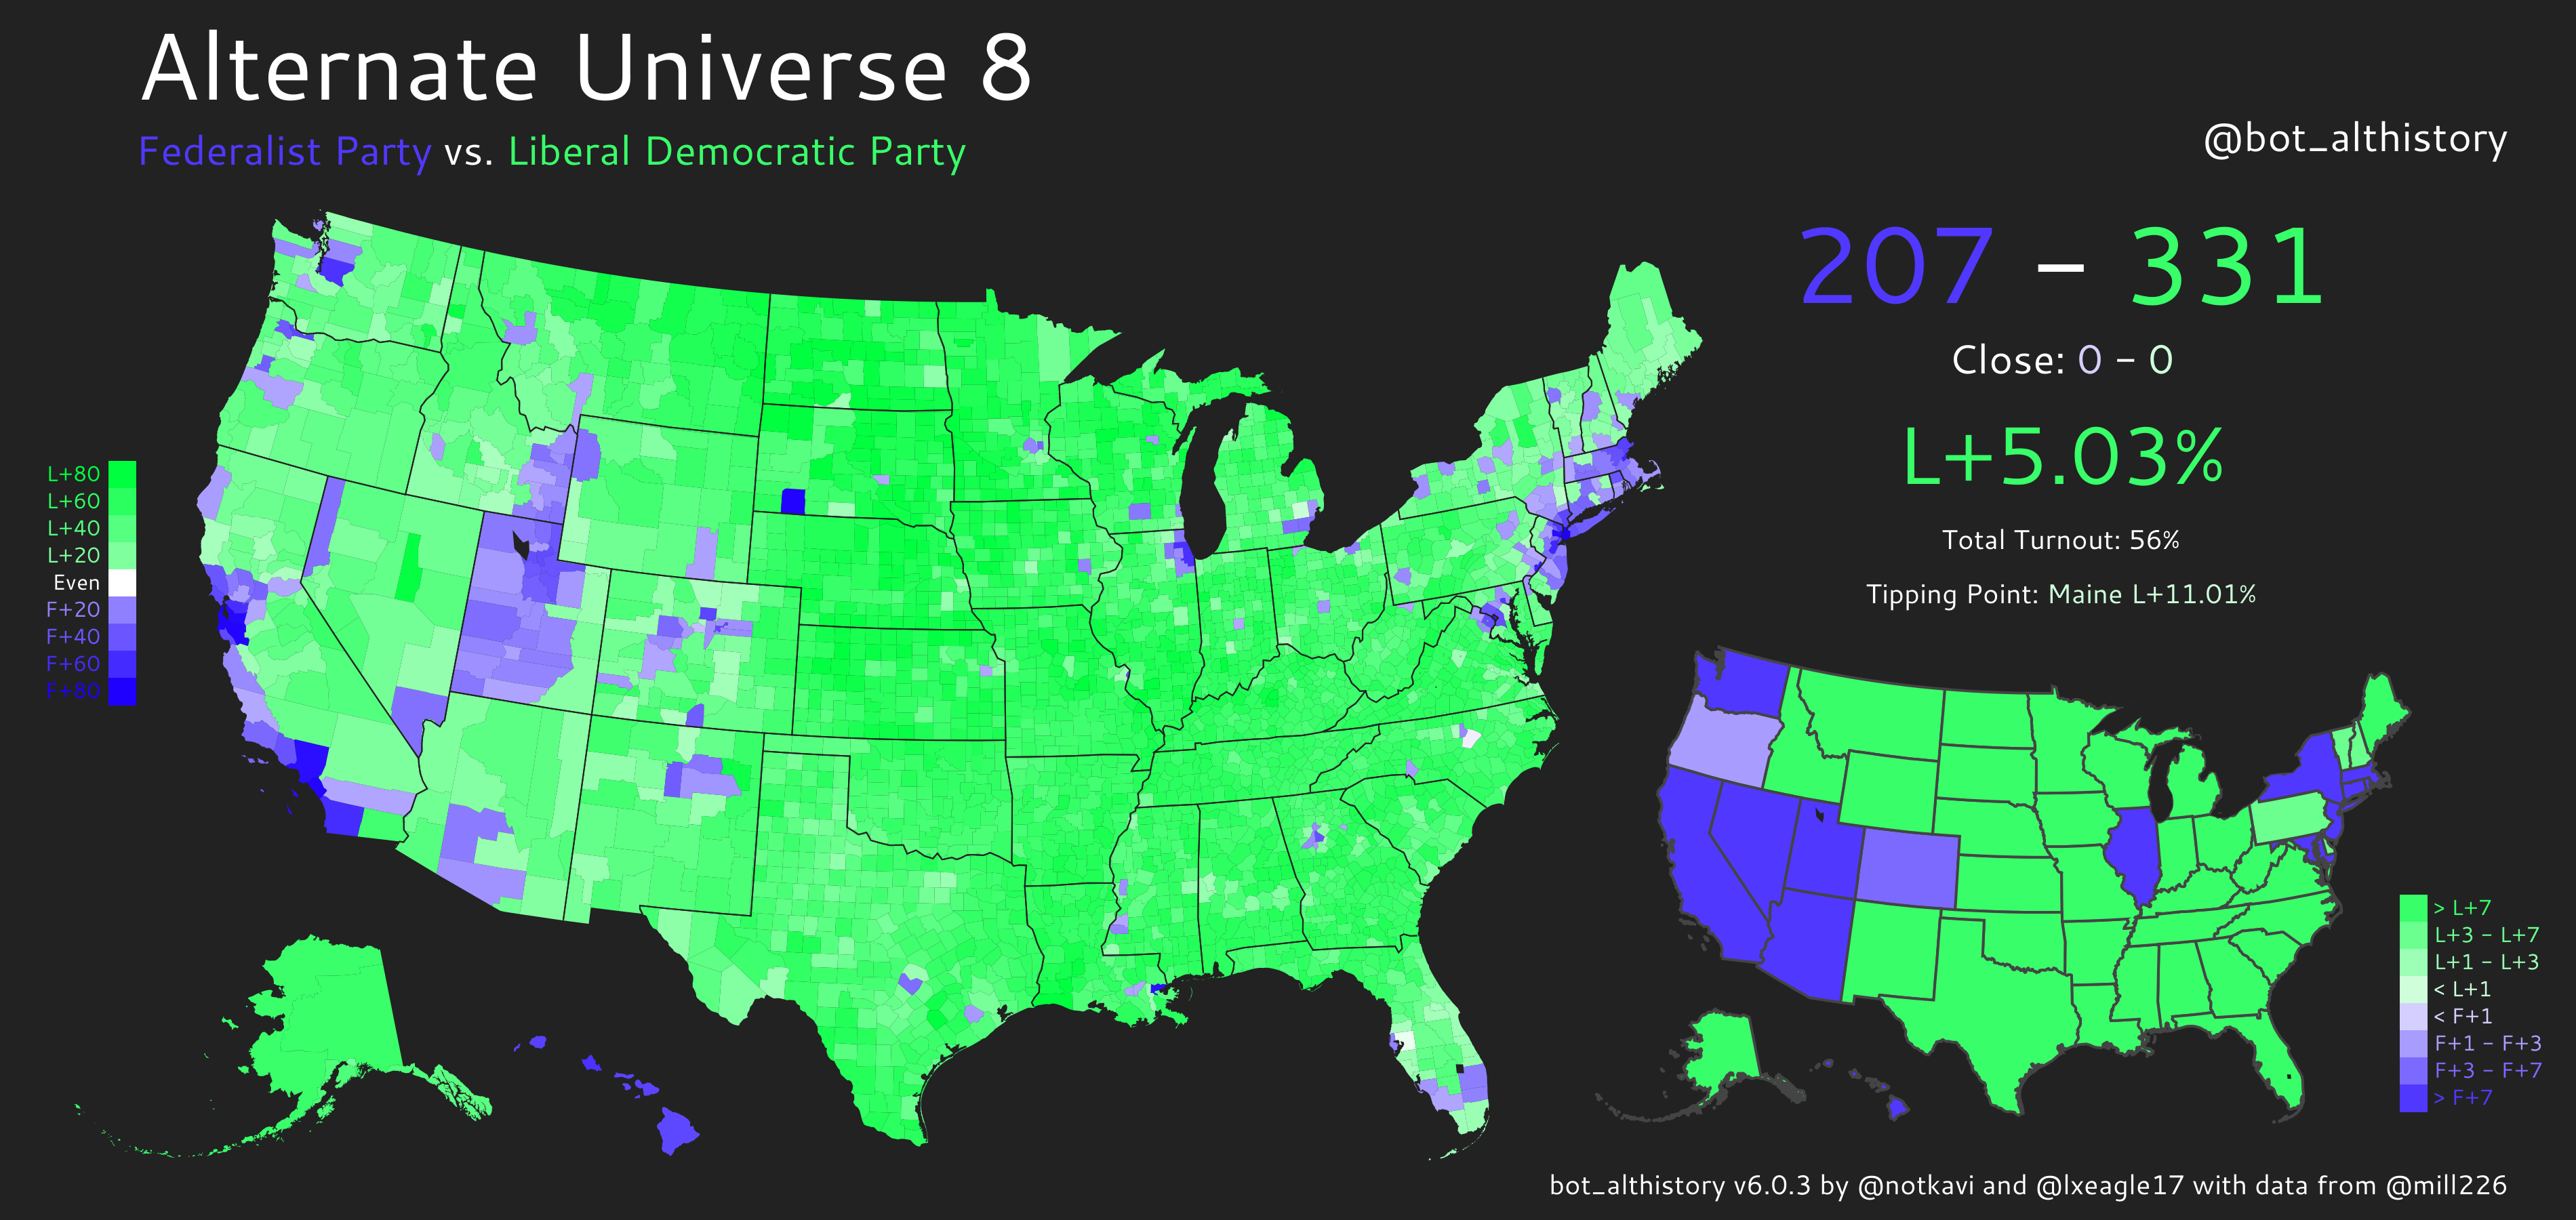 Alternate Universe 8
Federalist Party vs. Liberal Democratic Party
@bot_althistory
207 – 331
Close: 0 – 0
L+5.03%
Total Turnout: 56%
Tipping Point: Maine L+11.01%
L+80
L+60
L+40
L+20
Even
F+20
F+40
F+60
F+80
> L+7
L+3 – L+7
L+1 – L+3
< L+1
< F+1
F+1 – F+3
F+3 – F+7
> F+7
bot_althistory v6.0.3 by @notkavi and @lxeagle17 with data from @mill226